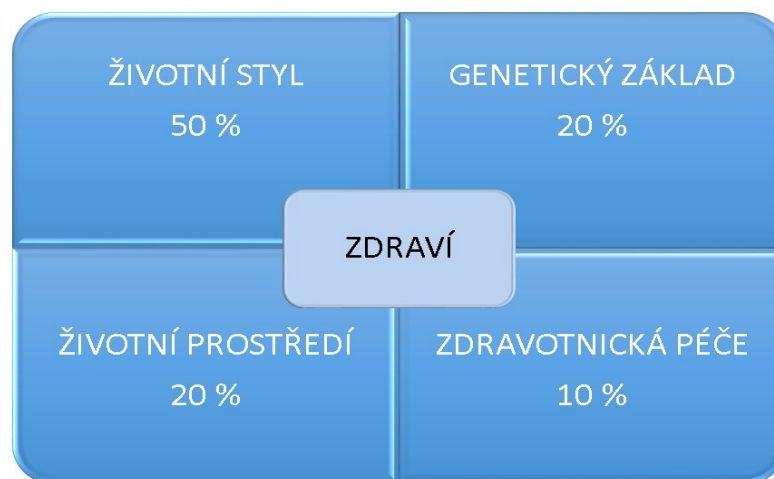 ŽIVOTNÍ STYL
50 %
GENETICKÝ ZÁKLAD
20 %
ZDRAVÍ
ŽIVOTNÍ PROSTŘEDÍ
20 %
ZDRAVOTNICKÁ PÉČE
10 %